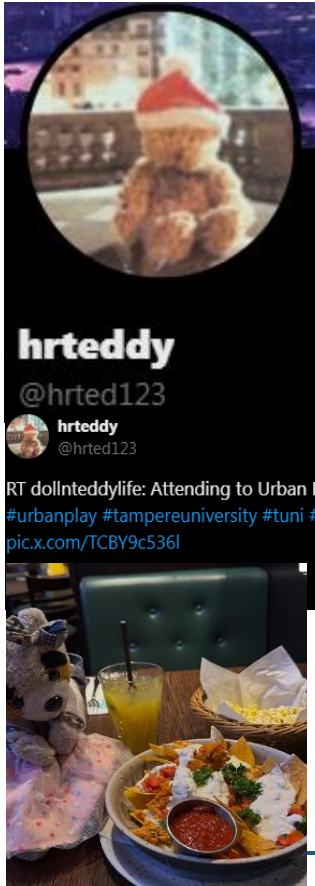 hrteddy
@hrted123
hrteddy
@hrted123
RT dollnteddylife: Attending to Urban
#urbanplay #tampereuniversity #tuni #
pic.x.com/TCBY9c536l